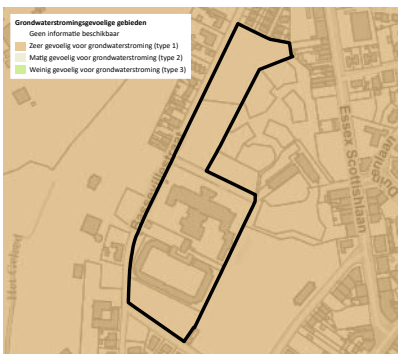 Grondwaterstromingsgevoelige gebieden
Geen informatie beschikbaar
Zeer gevoelig voor grondwaterstroming (type 1)
Matig gevoelig voor grondwaterstroming (type 2)
Weinig gevoelig voor grondwaterstroming (type 3)
Essex Scottishlaan